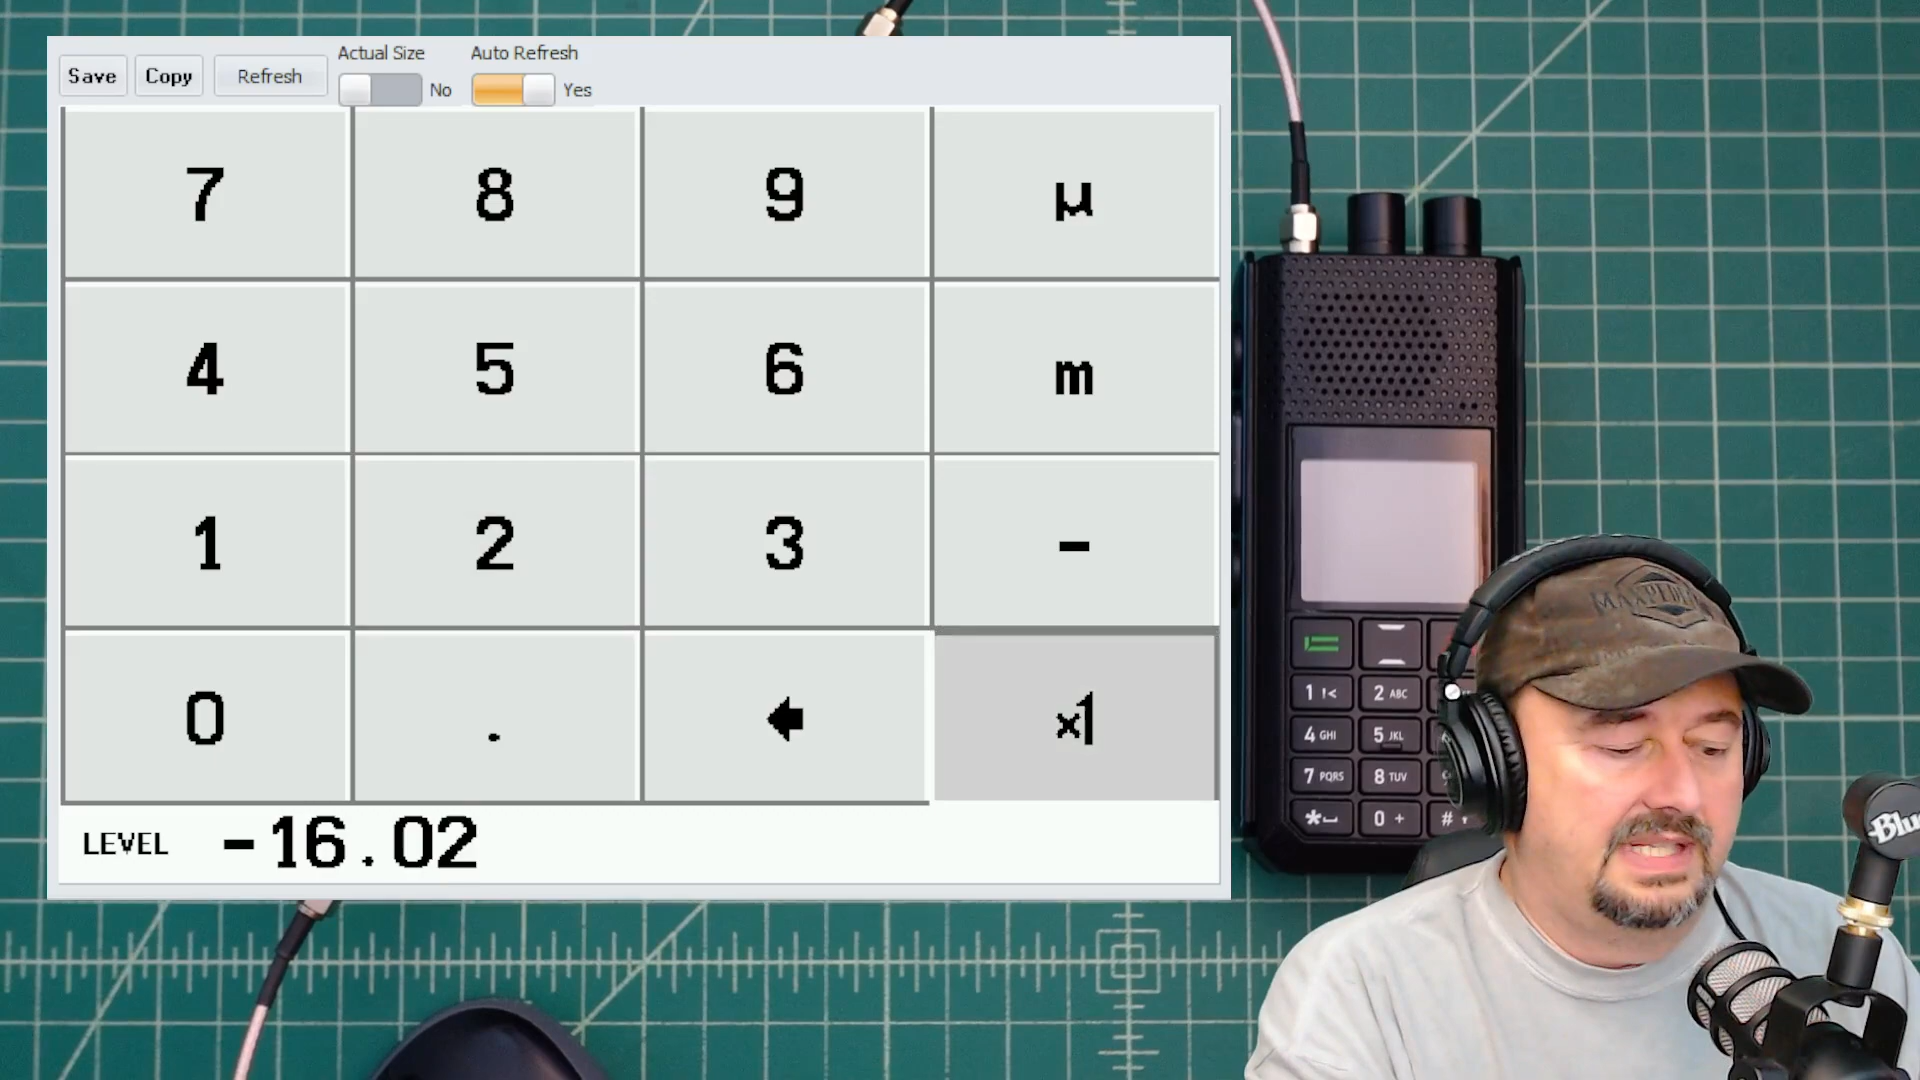 Actual Size
Auto Refresh
Save
Copy
Refresh
No
Yes
7 8 9 µ
4 5 6 m
1 2 3 -
0 . x1
LEVEL -16.02
1 !< 2 ABC
4 GHI 5 JKL
7 PQRS 8 TUV
* 0 + #